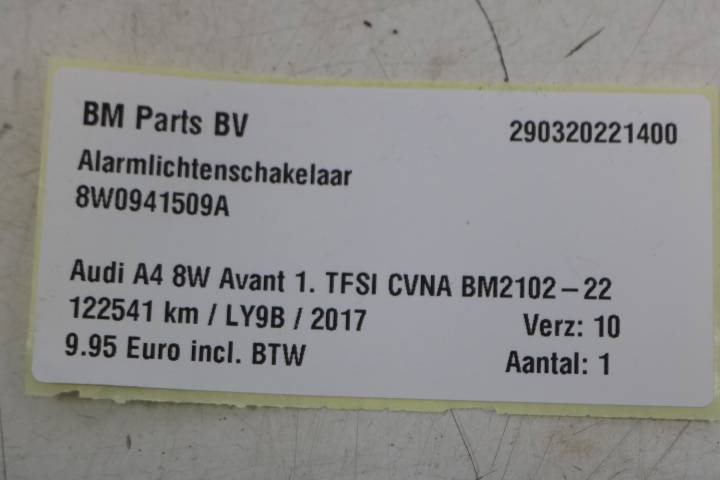 BM Parts BV 290320221400
Alarmlichtenschakelaar
8W0941509A
Audi A4 8W Avant 1. TFSI CVNA BM2102-22
122541 km / LY9B / 2017 Verz: 10
9.95 Euro incl. BTW Aantal: 1